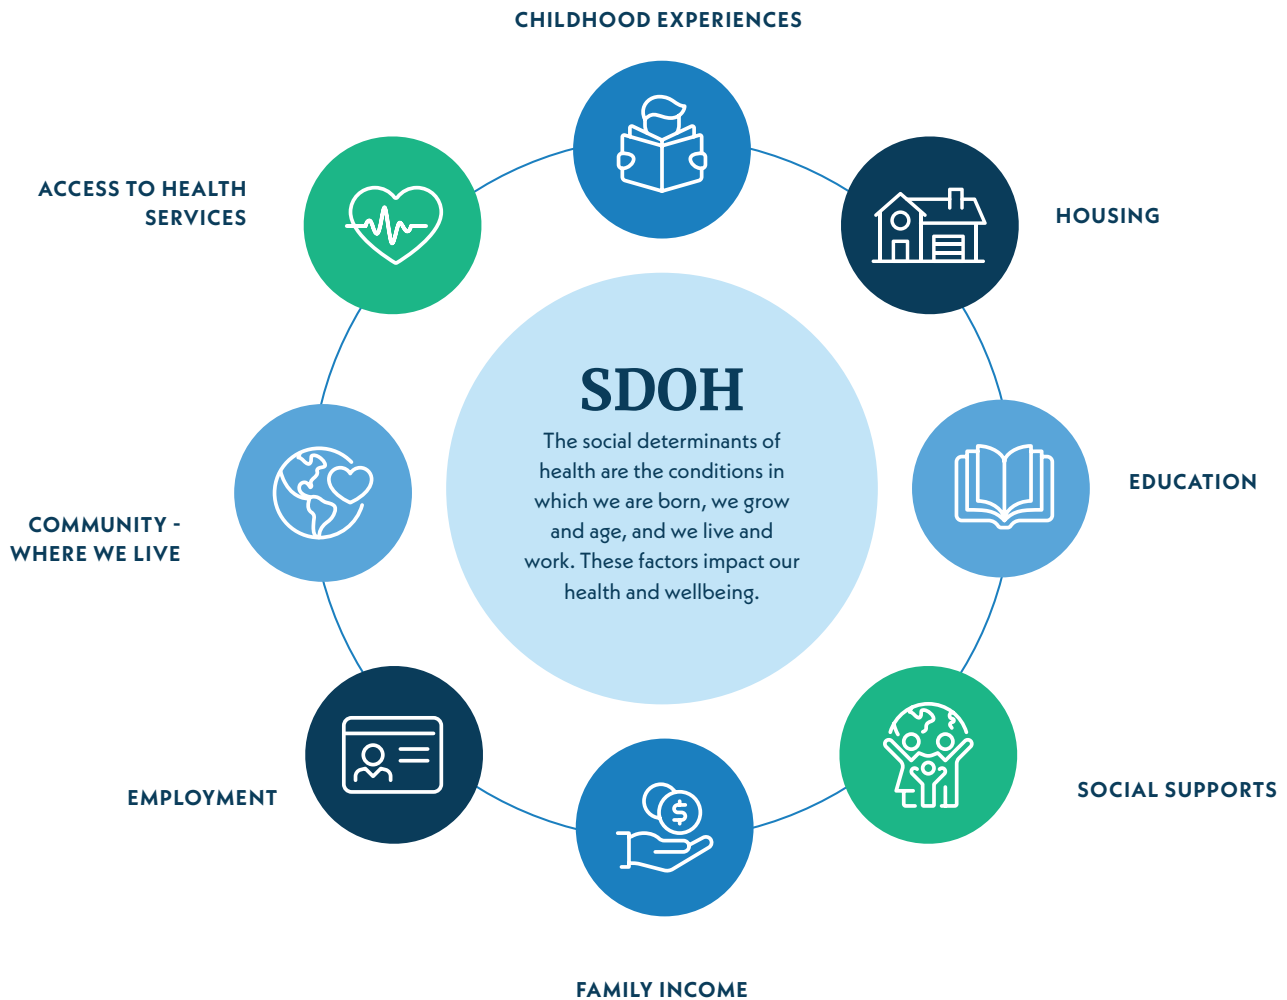 CHILDHOOD EXPERIENCES
ACCESS TO HEALTH
SERVICES
HOUSING
SDOH
The social determinants of
health are the conditions in
which we are born, we grow
and age, and we live and
work. These factors impact our
health and wellbeing.
EDUCATION
COMMUNITY -
WHERE WE LIVE
$
EMPLOYMENT
SOCIAL SUPPORTS
FAMILY INCOME